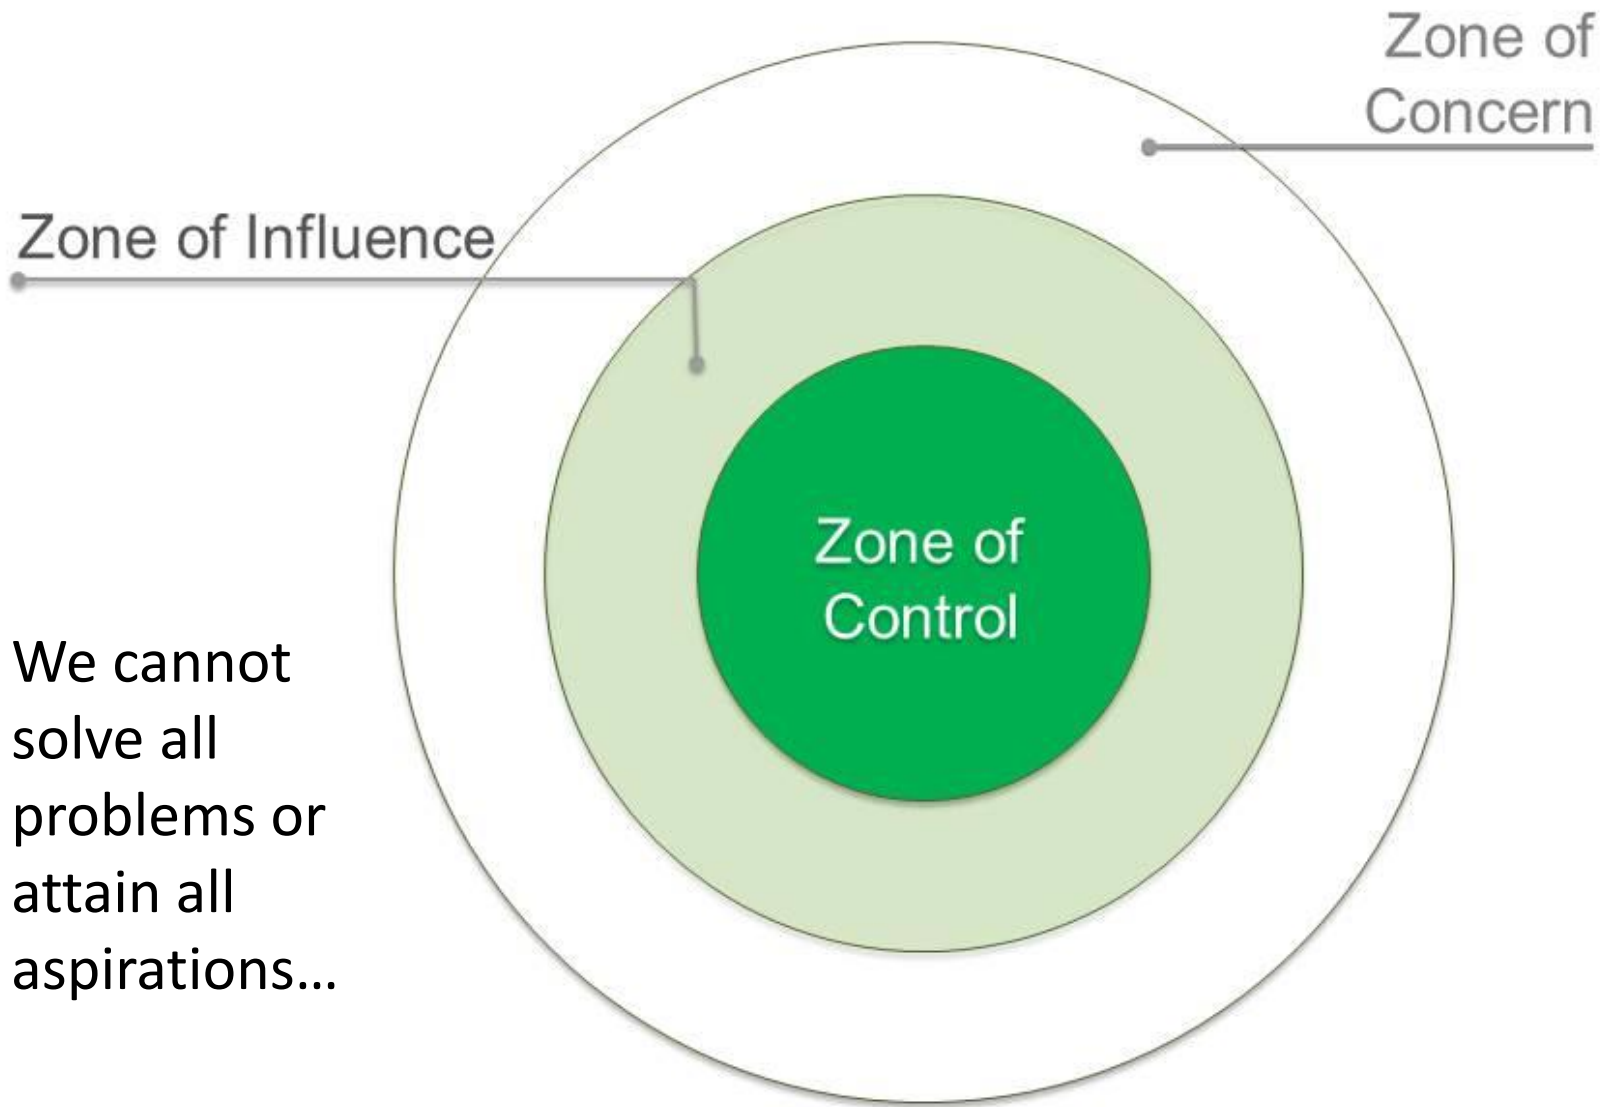 Zone of
Concern
Zone of Influence
Zone of
Control
We cannot
solve all
problems or
attain all
aspirations...